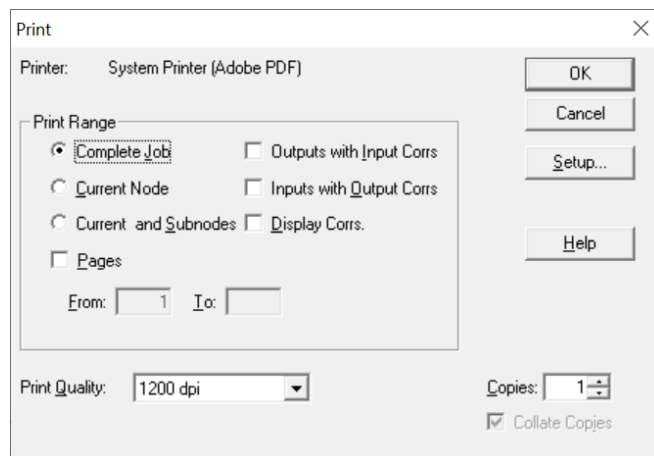 Print
Printer: System Printer (Adobe PDF)
OK
Cancel
Setup...
Help
Print Range
Complete Job
Outputs with Input Corrs
Current Node
Inputs with Output Corrs
Current and Subnodes
Display Corrs.
Pages
From: 1 To:
Print Quality: 1200 dpi
Copies: 1
Collate Copies